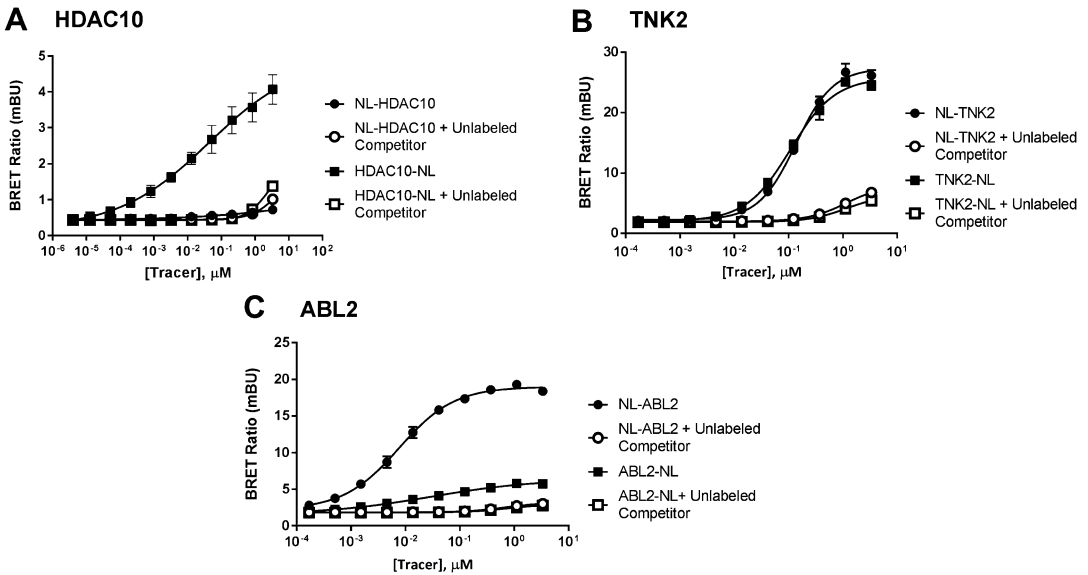 A HDAC10
BRET Ratio (mBU)
5
4
3
2
1
0
10-6 10-5 10-4 10-3 10-2 10-1 100 101 102
[Tracer], μM
NL-HDAC10
NL-HDAC10 + Unlabeled
Competitor
HDAC10-NL
HDAC10-NL + Unlabeled
Competitor
B TNK2
BRET Ratio (mBU)
30
20
10
0
10-4 10-3 10-2 10-1 100 101
[Tracer], μM
NL-TNK2
NL-TNK2 + Unlabeled
Competitor
TNK2-NL
TNK2-NL + Unlabeled
Competitor
C ABL2
BRET Ratio (mBU)
25
20
15
10
5
0
10-4 10-3 10-2 10-1 100 101
[Tracer], μM
NL-ABL2
NL-ABL2 + Unlabeled
Competitor
ABL2-NL
ABL2-NL+ Unlabeled
Competitor